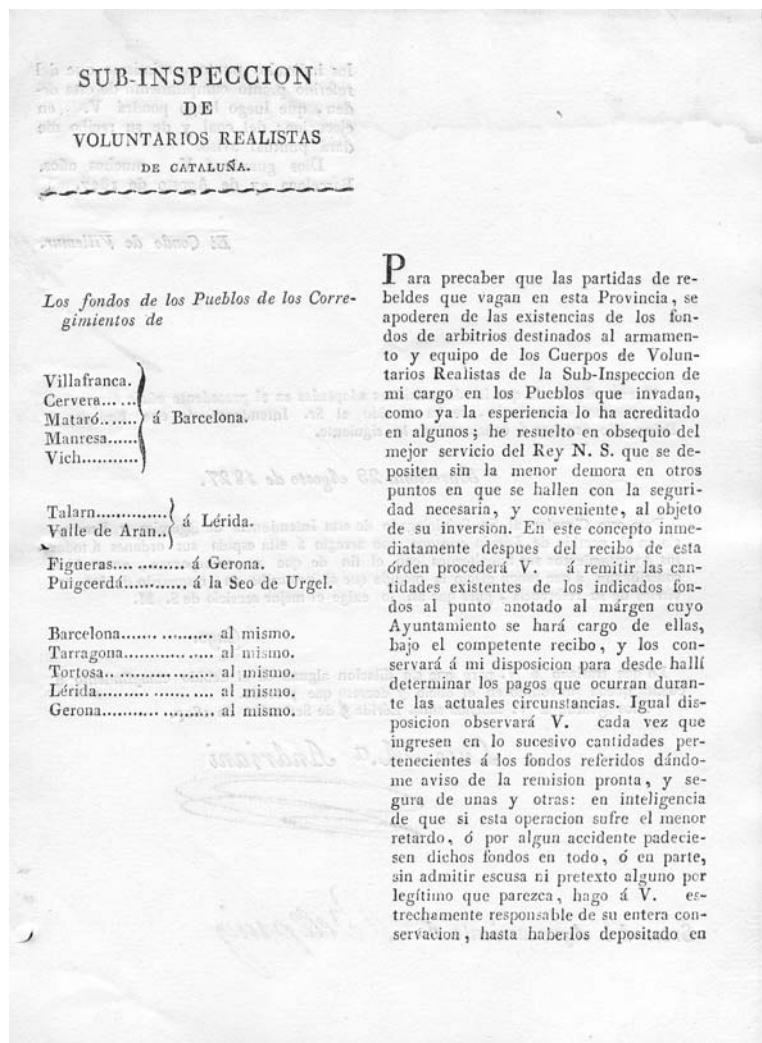 SUB-INSPECCION
DE
VOLUNTARIOS REALISTAS
DE CATALUÑA.
Los fondos de los Pueblos de los Corre-
gimientos de
Villafranca.
Cervera......
Mataró....... á Barcelona.
Manresa......
Vich...........
Talarn..............
Valle de Aran.. á Lérida.
Figueras.... ......... á Gerona.
Puigcerdá........... á la Seo de Urgel.
Barcelona....... .......... al mismo.
Tarragona............ ..... al mismo.
Tortosa.. ................. al mismo.
Lérida.......... ....... .... al mismo.
Gerona........... ......... al mismo.
Para precaber que las partidas de re-
beldes que vagan en esta Provincia, se
apoderen de las existencias de los fon-
dos de arbitrios destinados al armamen-
to y equipo de los Cuerpos de Volun-
tarios Realistas de la Sub-Inspeccion de
mi cargo en los Pueblos que invadan,
como ya la esperiencia lo ha acreditado
en algunos; he resuelto en obsequio del
mejor servicio del Rey N. S. que se de-
positen sin la menor demora en otros
puntos en que se hallen con la seguri-
dad necesaria, y conveniente, al objeto
de su inversion. En este concepto inme-
diatamente despues del recibo de esta
órden procederá V. á remitir las can-
tidades existentes de los indicados fon-
dos al punto anotado al márgen cuyo
Ayuntamiento se hará cargo de ellas,
bajo el competente recibo, y los con-
servará á mi disposicion para desde hallí
determinar los pagos que ocurran duran-
te las actuales circunstancias. Igual dis-
posicion observará V. cada vez que
ingresen en lo sucesivo cantidades per-
tenecientes á los fondos referidos dándo-
me aviso de la remision pronta, y se-
gura de unas y otras: en inteligencia
de que si esta operacion sufre el menor
retardo, ó por algun accidente padecie-
sen dichos fondos en todo, ó en parte,
sin admitir escusa ni pretexto alguno por
legítimo que parezca, hago á V. es-
trechamente responsable de su entera con-
servacion, hasta haberlos depositado en